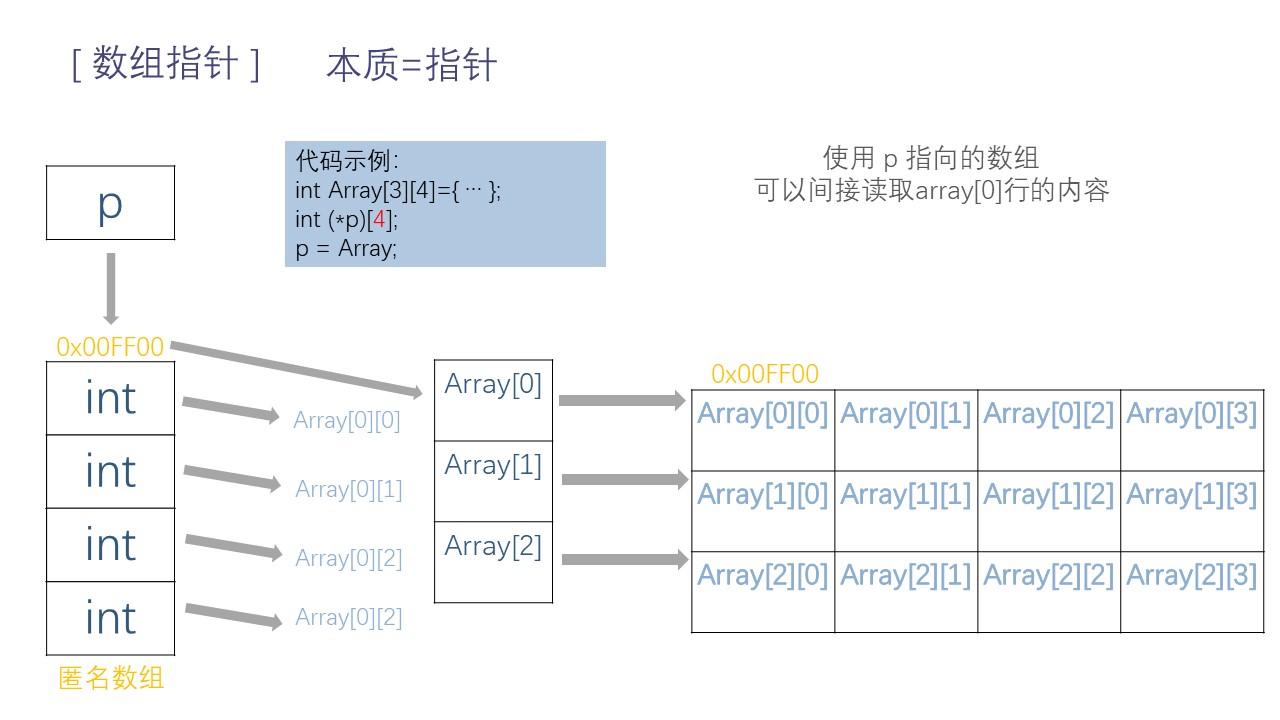 [ 数组指针 ] 本质=指针
代码示例：
int Array[3][4]={ ··· };
int (*p)[4];
p = Array;
使用 p 指向的数组
可以间接读取array[0]行的内容
p
0x00FF00
int
int
int
int
匿名数组
Array[0][0]
Array[0][1]
Array[0][2]
Array[0][2]
Array[0]
Array[1]
Array[2]
0x00FF00
Array[0][0] Array[0][1] Array[0][2] Array[0][3]
Array[1][0] Array[1][1] Array[1][2] Array[1][3]
Array[2][0] Array[2][1] Array[2][2] Array[2][3]